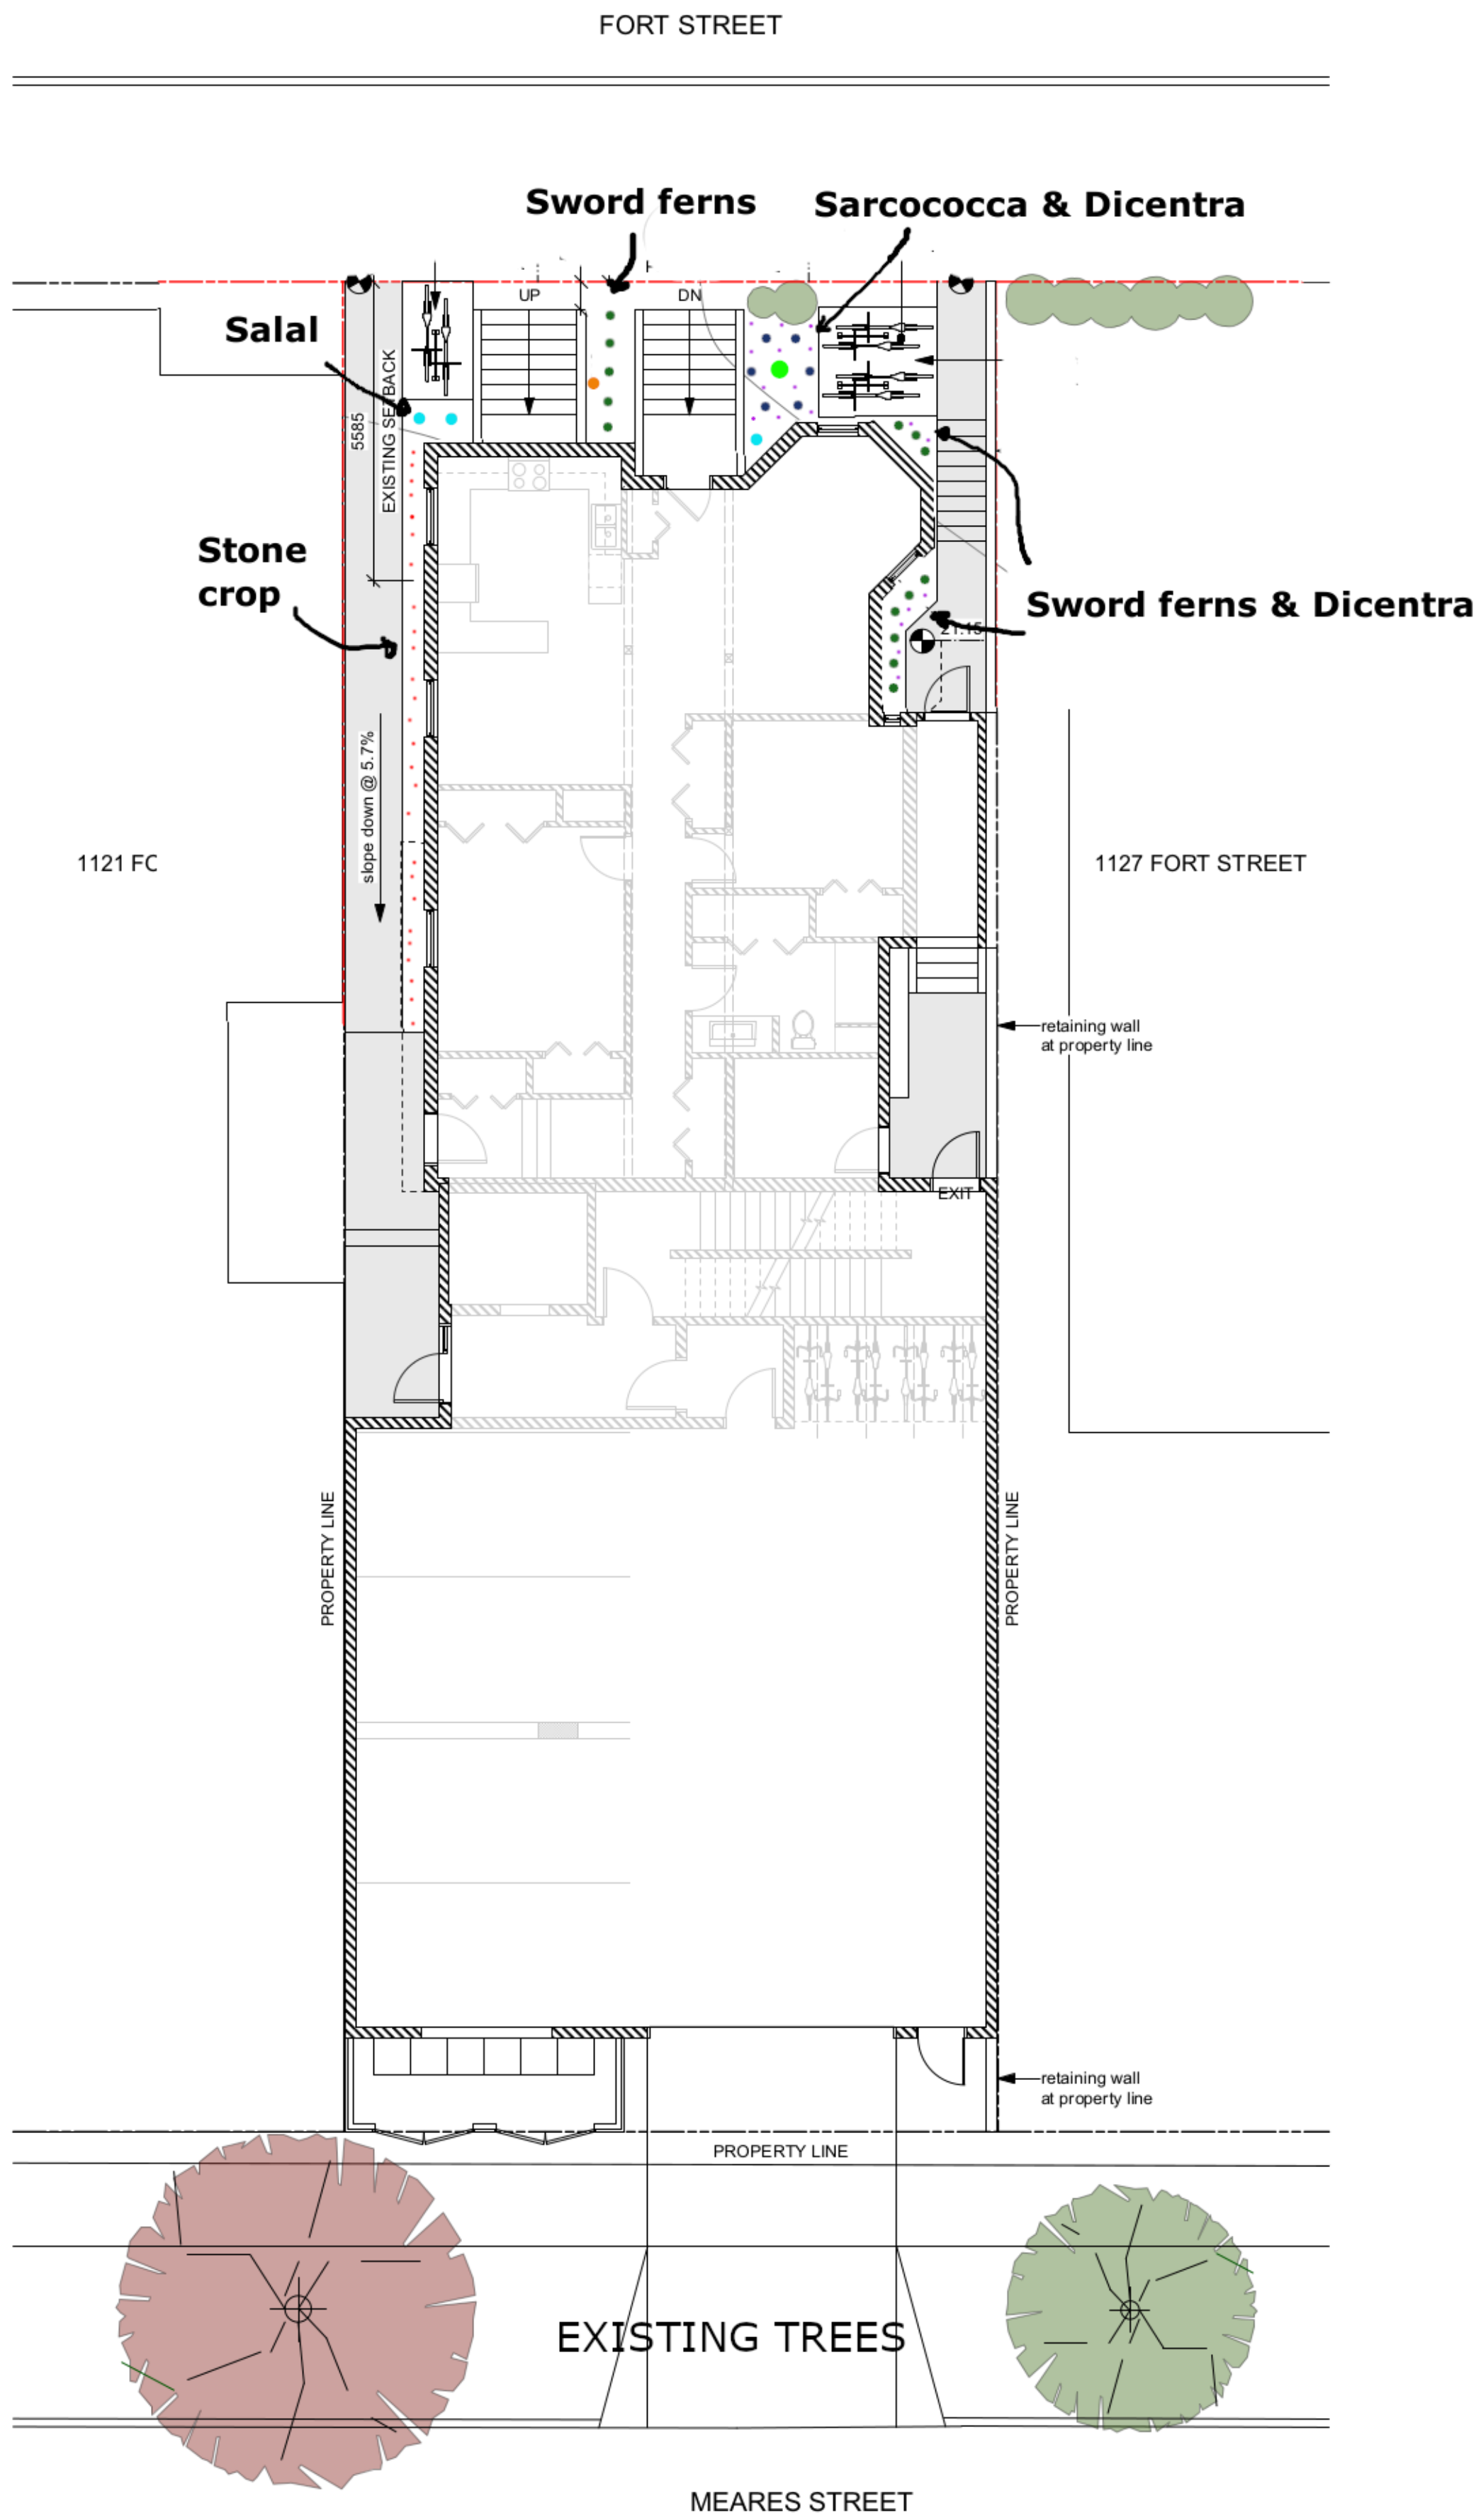 FORT STREET
Sword ferns
Sarcococca & Dicentra
UP
DN
Salal
EXISTING SETBACK
5585
Stone
crop
Sword ferns & Dicentra
slope down @ 5.7%
1121 FC
1127 FORT STREET
retaining wall
at property line
EXIT
PROPERTY LINE
PROPERTY LINE
retaining wall
at property line
PROPERTY LINE
EXISTING TREES
MEARES STREET